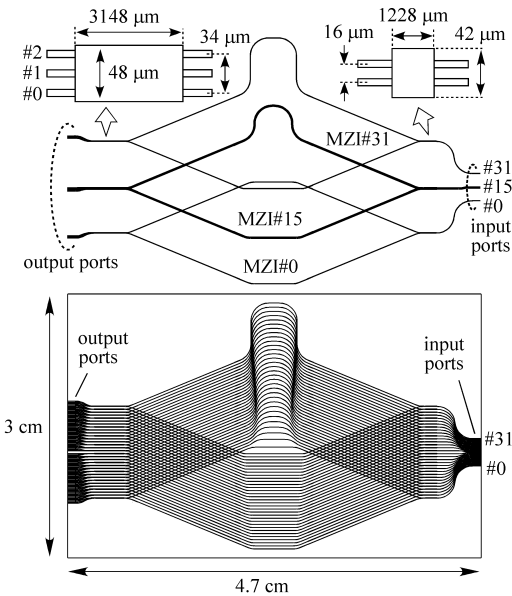 3148 μm
34 μm
#2
#1
#0
48 μm
1228 μm
16 μm
42 μm
MZI#31
#31
#15
#0
MZI#15
input
ports
output ports
MZI#0
output
ports
input
ports
3 cm
#31
#0
4.7 cm